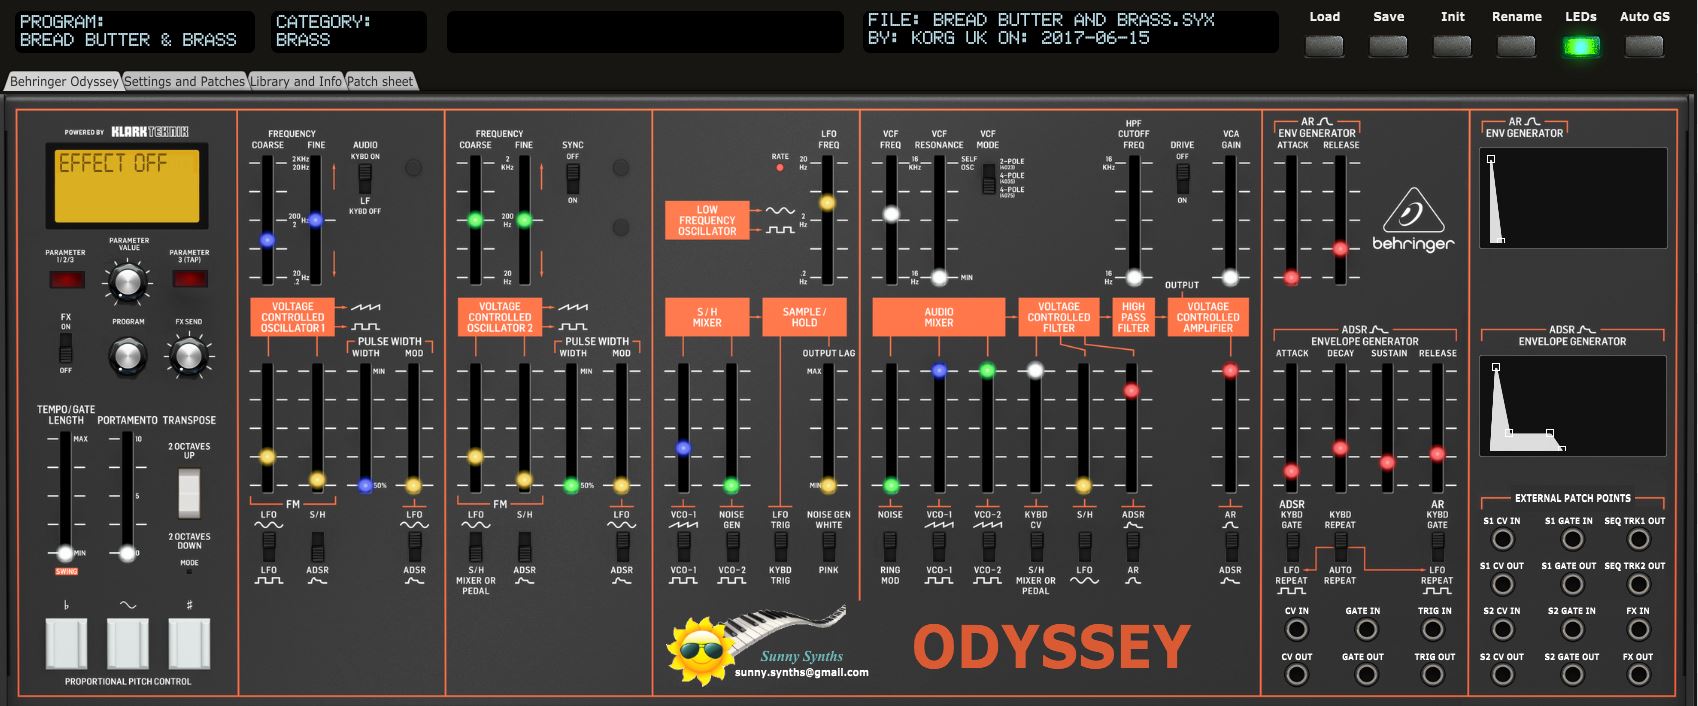 PROGRAM:
BREAD BUTTER & BRASS
CATEGORY:
BRASS
FILE: BREAD BUTTER AND BRASS.SYX
BY: KORG UK ON: 2017-06-15
Load Save Init Rename LEDs Auto GS
Behringer Odyssey Settings and Patches Library and Info Patch sheet
POWERED BY KLARK TEKNIK
EFFECT OFF
PARAMETER
1/2/3
PARAMETER
VALUE
PARAMETER
3 (TAP)
FX
ON
OFF
PROGRAM
FX SEND
TEMPO/GATE
LENGTH
PORTAMENTO
TRANSPOSE
MAX
MIN
SWING
10
5
0
2 OCTAVES
UP
2 OCTAVES
DOWN
MODE
♭
♯
PROPORTIONAL PITCH CONTROL
FREQUENCY
COARSE FINE
2 KHz
20Hz
200 Hz
2
20 Hz
.2
AUDIO
KYBD ON
LF
KYBD OFF
VOLTAGE
CONTROLLED
OSCILLATOR 1
PULSE WIDTH
WIDTH MOD
MIN
50%
FM
LFO
S/H
LFO
LFO
ADSR
ADSR
FREQUENCY
COARSE FINE
2
KHz
200
Hz
20
Hz
SYNC
OFF
ON
VOLTAGE
CONTROLLED
OSCILLATOR 2
PULSE WIDTH
WIDTH MOD
MIN
50%
FM
LFO
S/H
LFO
S/H
MIXER OR
PEDAL
ADSR
ADSR
RATE
LFO
FREQ
20
Hz
2
Hz
.2
Hz
LOW
FREQUENCY
OSCILLATOR
S/H
MIXER
SAMPLE/
HOLD
OUTPUT LAG
MAX
MIN
VCO-1
NOISE
GEN
LFO
TRIG
NOISE GEN
WHITE
VCO-1
VCO-2
KYBD
TRIG
PINK
Sunny Synths
sunny.synths@gmail.com
VCF
FREQ
VCF
RESONANCE
VCF
MODE
16
KHz
16
Hz
SELF
OSC
MIN
2-POLE
(4023)
4-POLE
(4035)
4-POLE
(4075)
HPF
CUTOFF
FREQ
16
KHz
16
Hz
DRIVE
OFF
ON
VCA
GAIN
OUTPUT
AUDIO
MIXER
VOLTAGE
CONTROLLED
FILTER
HIGH
PASS
FILTER
VOLTAGE
CONTROLLED
AMPLIFIER
NOISE
VCO-1
VCO-2
KYBD
CV
S/H
ADSR
AR
RING
MOD
VCO-1
VCO-2
S/H
MIXER OR
PEDAL
LFO
AR
ADSR
ODYSSEY
AR
ENV GENERATOR
ATTACK RELEASE
behringer
ADSR
ENVELOPE GENERATOR
ATTACK DECAY SUSTAIN RELEASE
ADSR
KYBD
GATE
KYBD
REPEAT
AR
KYBD
GATE
LFO
REPEAT
AUTO
REPEAT
LFO
REPEAT
CV IN GATE IN TRIG IN
CV OUT GATE OUT TRIG OUT
AR
ENV GENERATOR
ADSR
ENVELOPE GENERATOR
EXTERNAL PATCH POINTS
S1 CV IN S1 GATE IN SEQ TRK1 OUT
S1 CV OUT S1 GATE OUT SEQ TRK2 OUT
S2 CV IN S2 GATE IN FX IN
S2 CV OUT S2 GATE OUT FX OUT